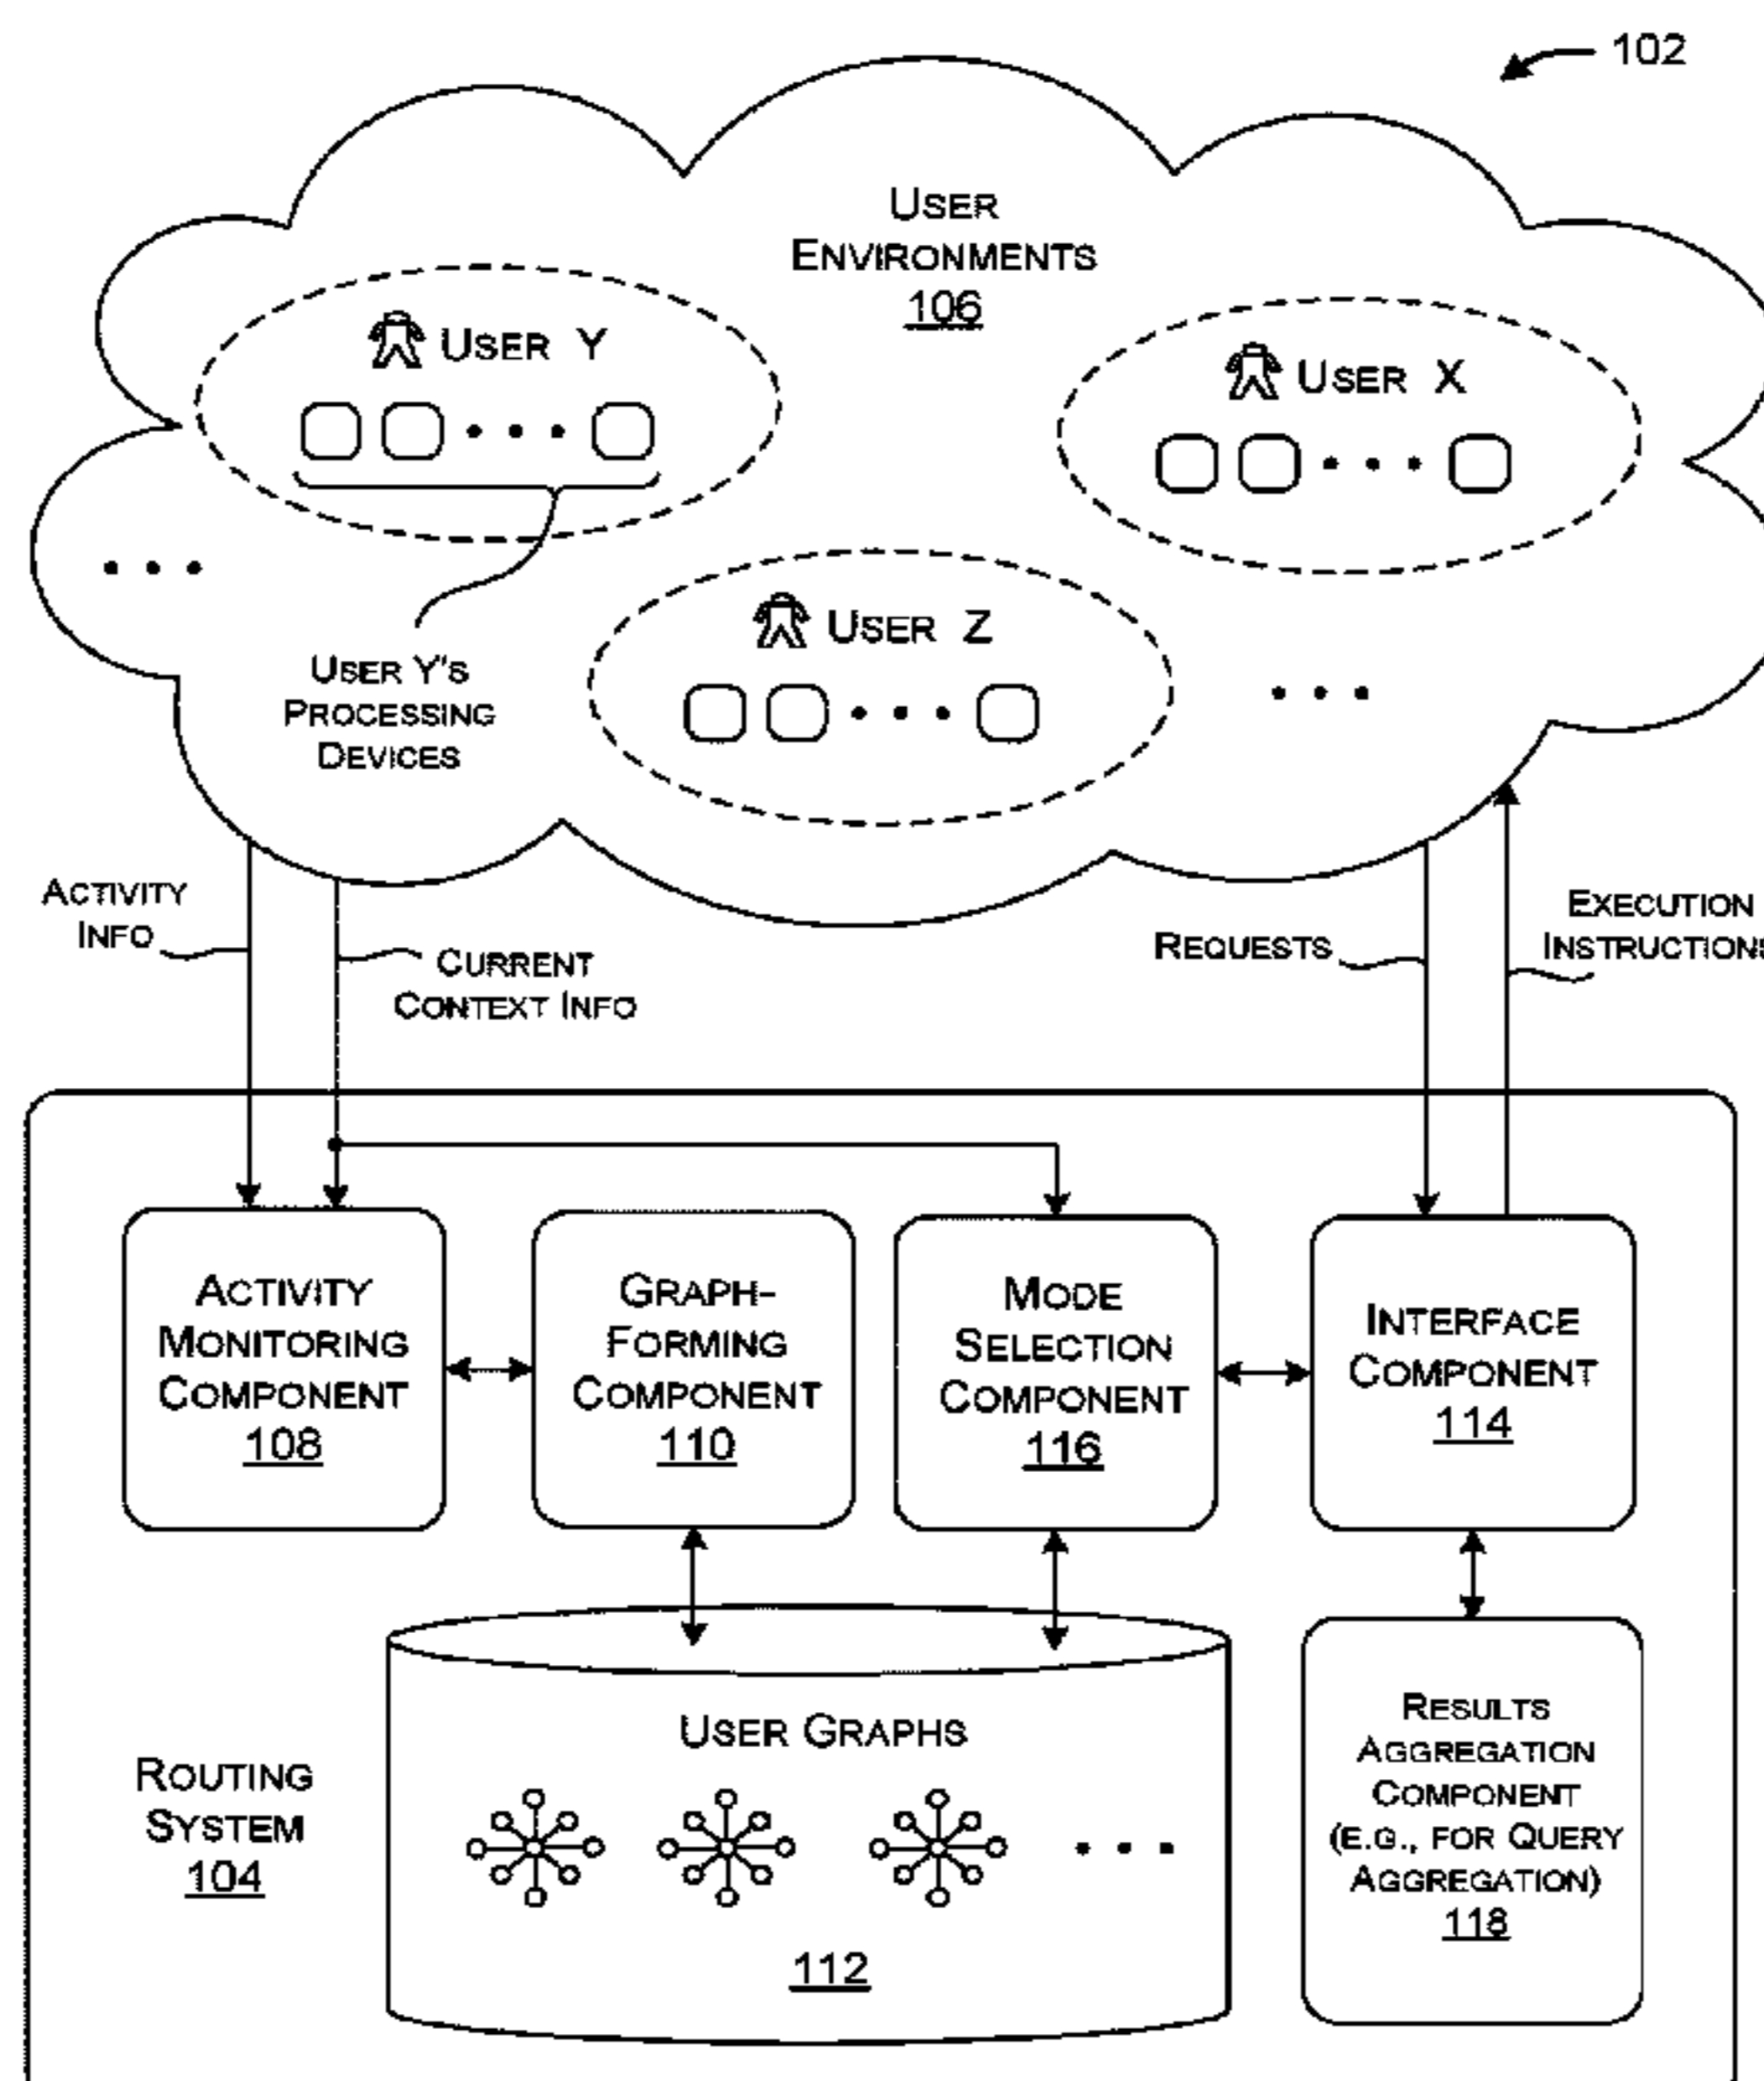 102
USER
ENVIRONMENTS
106
USER Y
USER X
USER Z
USER Y'S
PROCESSING
DEVICES
ACTIVITY
INFO
CURRENT
CONTEXT INFO
REQUESTS
EXECUTION
INSTRUCTIONS
ACTIVITY
MONITORING
COMPONENT
108
GRAPH-
FORMING
COMPONENT
110
MODE
SELECTION
COMPONENT
116
INTERFACE
COMPONENT
114
USER GRAPHS
112
ROUTING
SYSTEM
104
RESULTS
AGGREGATION
COMPONENT
(E.G., FOR QUERY
AGGREGATION)
118